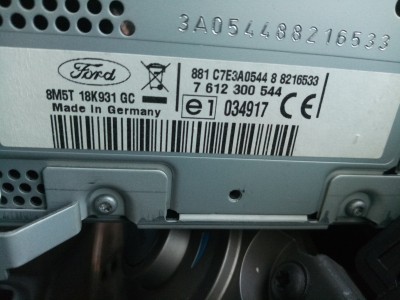 3A054488216533
Ford
881 C7E3A0544 8 8216533
7 612 300 544
8M5T 18K931 GC
Made in Germany
e1 034917 CE